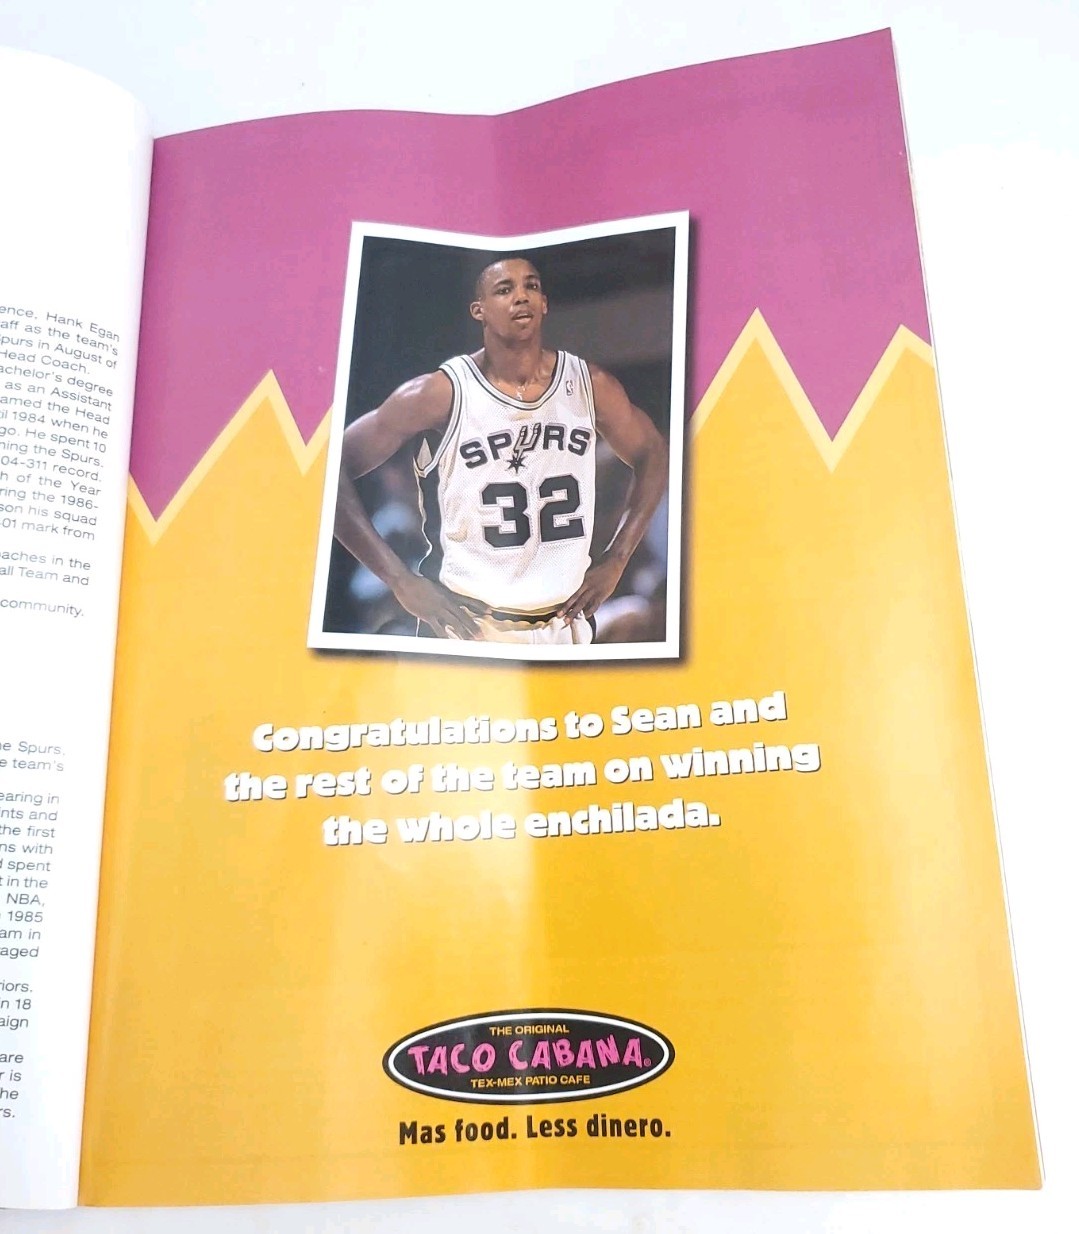 ence, Hank Egan
aff as the team's
Spurs in August of
Head Coach.
achelor's degree
as an Assistant
amed the Head
til 1984 when he
go. He spent 10
ning the Spurs.
04-311 record.
h of the Year
ring the 1986-
son his squad
01 mark from
aches in the
all Team and
community.
e Spurs.
e team's
earing in
nts and
the first
ns with
d spent
t in the
NBA,
1985
am in
aged
iors.
in 18
aign
are
r is
he
rs.
SPURS
32
Congratulations to Sean and
the rest of the team on winning
the whole enchilada.
THE ORIGINAL
TACO CABANA.
TEX-MEX PATIO CAFE
Mas food. Less dinero.